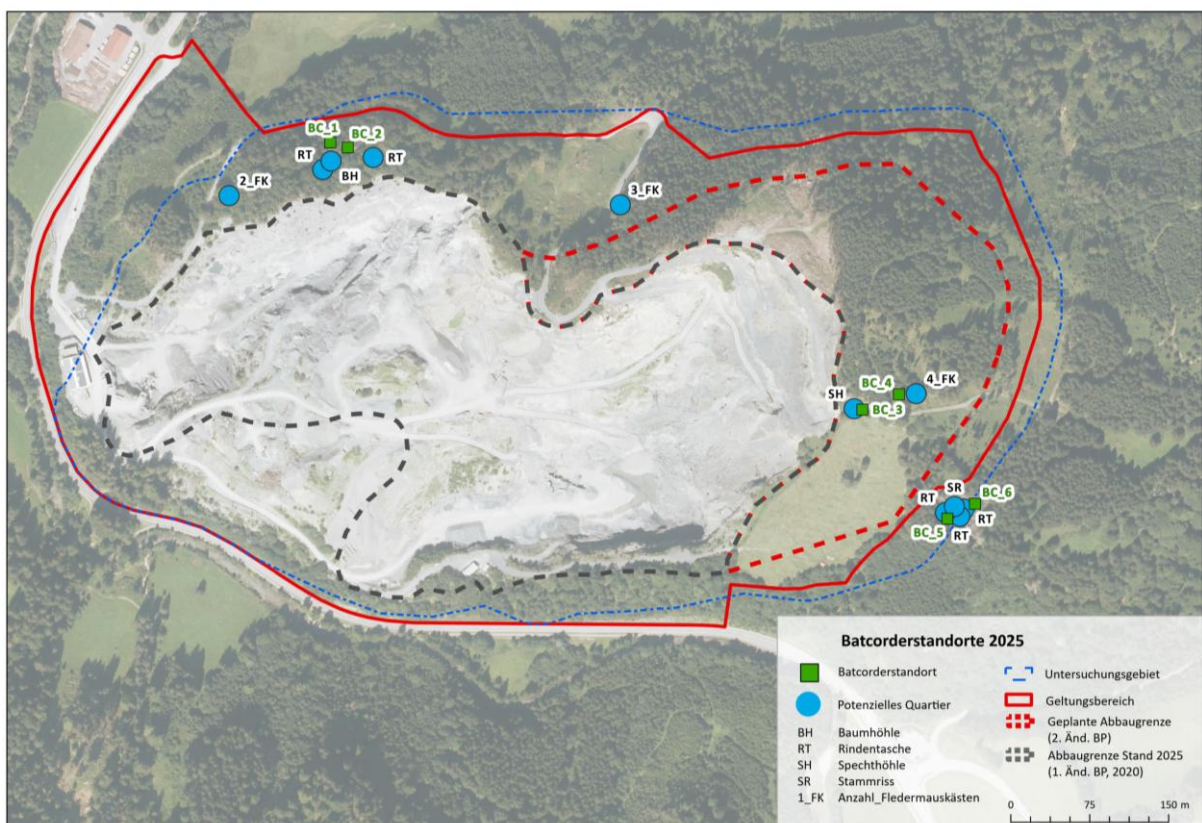 BC_1
BC_2
RT
RT
BH
2_FK
3_FK
BC_4
4_FK
SH
BC_3
SR
RT
BC_6
RT
BC_5
RT
Batcorderstandorte 2025
Batcorderstandort
Potenzielles Quartier
BH Baumhöhle
RT Rindentasche
SH Spechthöhle
SR Stammriss
1_FK Anzahl_Fledermauskästen
Untersuchungsgebiet
Geltungsbereich
Geplante Abbaugrenze
(2. Änd. BP)
Abbaugrenze Stand 2025
(1. Änd. BP, 2020)
0 75 150 m